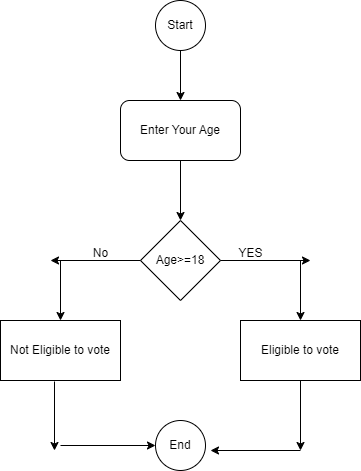 Start
Enter Your Age
No
YES
Age>=18
Not Eligible to vote
Eligible to vote
End